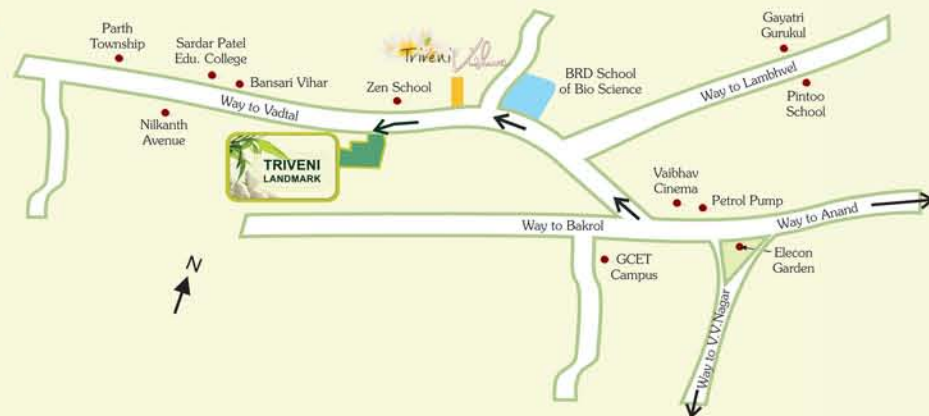 Parth
Township
Sardar Patel
Edu. College
Bansari Vihar
Nilkanth
Avenue
Way to Vadtal
Zen School
Triveni
BRD School
of Bio Science
Gayatri
Gurukul
Way to Lambhvel
Pintoo
School
TRIVENI
LANDMARK
Vaibhav
Cinema
Petrol Pump
Way to Anand
Way to Bakrol
GCET
Campus
Elecon
Garden
Way to V.V.Nagar
N